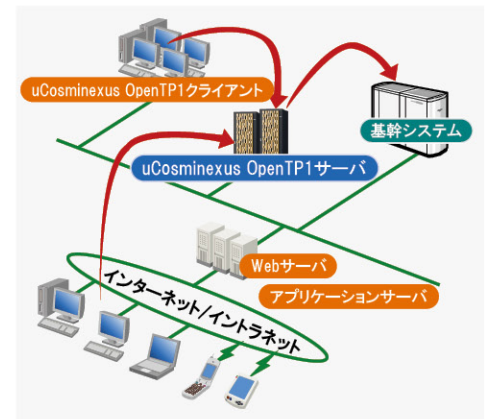 uCosminexus OpenTP1クライアント
基幹システム
uCosminexus OpenTP1サーバ
Webサーバ
アプリケーションサーバ
インターネット/イントラネット